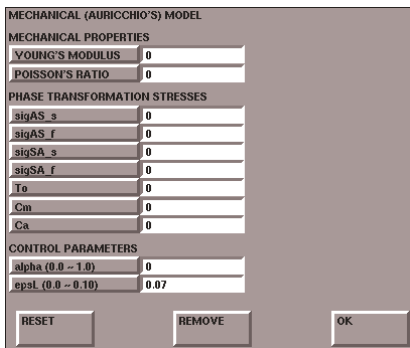 MECHANICAL (AURICCHIO'S) MODEL
MECHANICAL PROPERTIES
YOUNG'S MODULUS 0
POISSON'S RATIO 0
PHASE TRANSFORMATION STRESSES
sigAS_s 0
sigAS_f 0
sigSA_s 0
sigSA_f 0
To 0
Cm 0
Ca 0
CONTROL PARAMETERS
alpha (0.0 ~ 1.0) 0
epsL (0.0 ~ 0.10) 0.07
RESET REMOVE OK